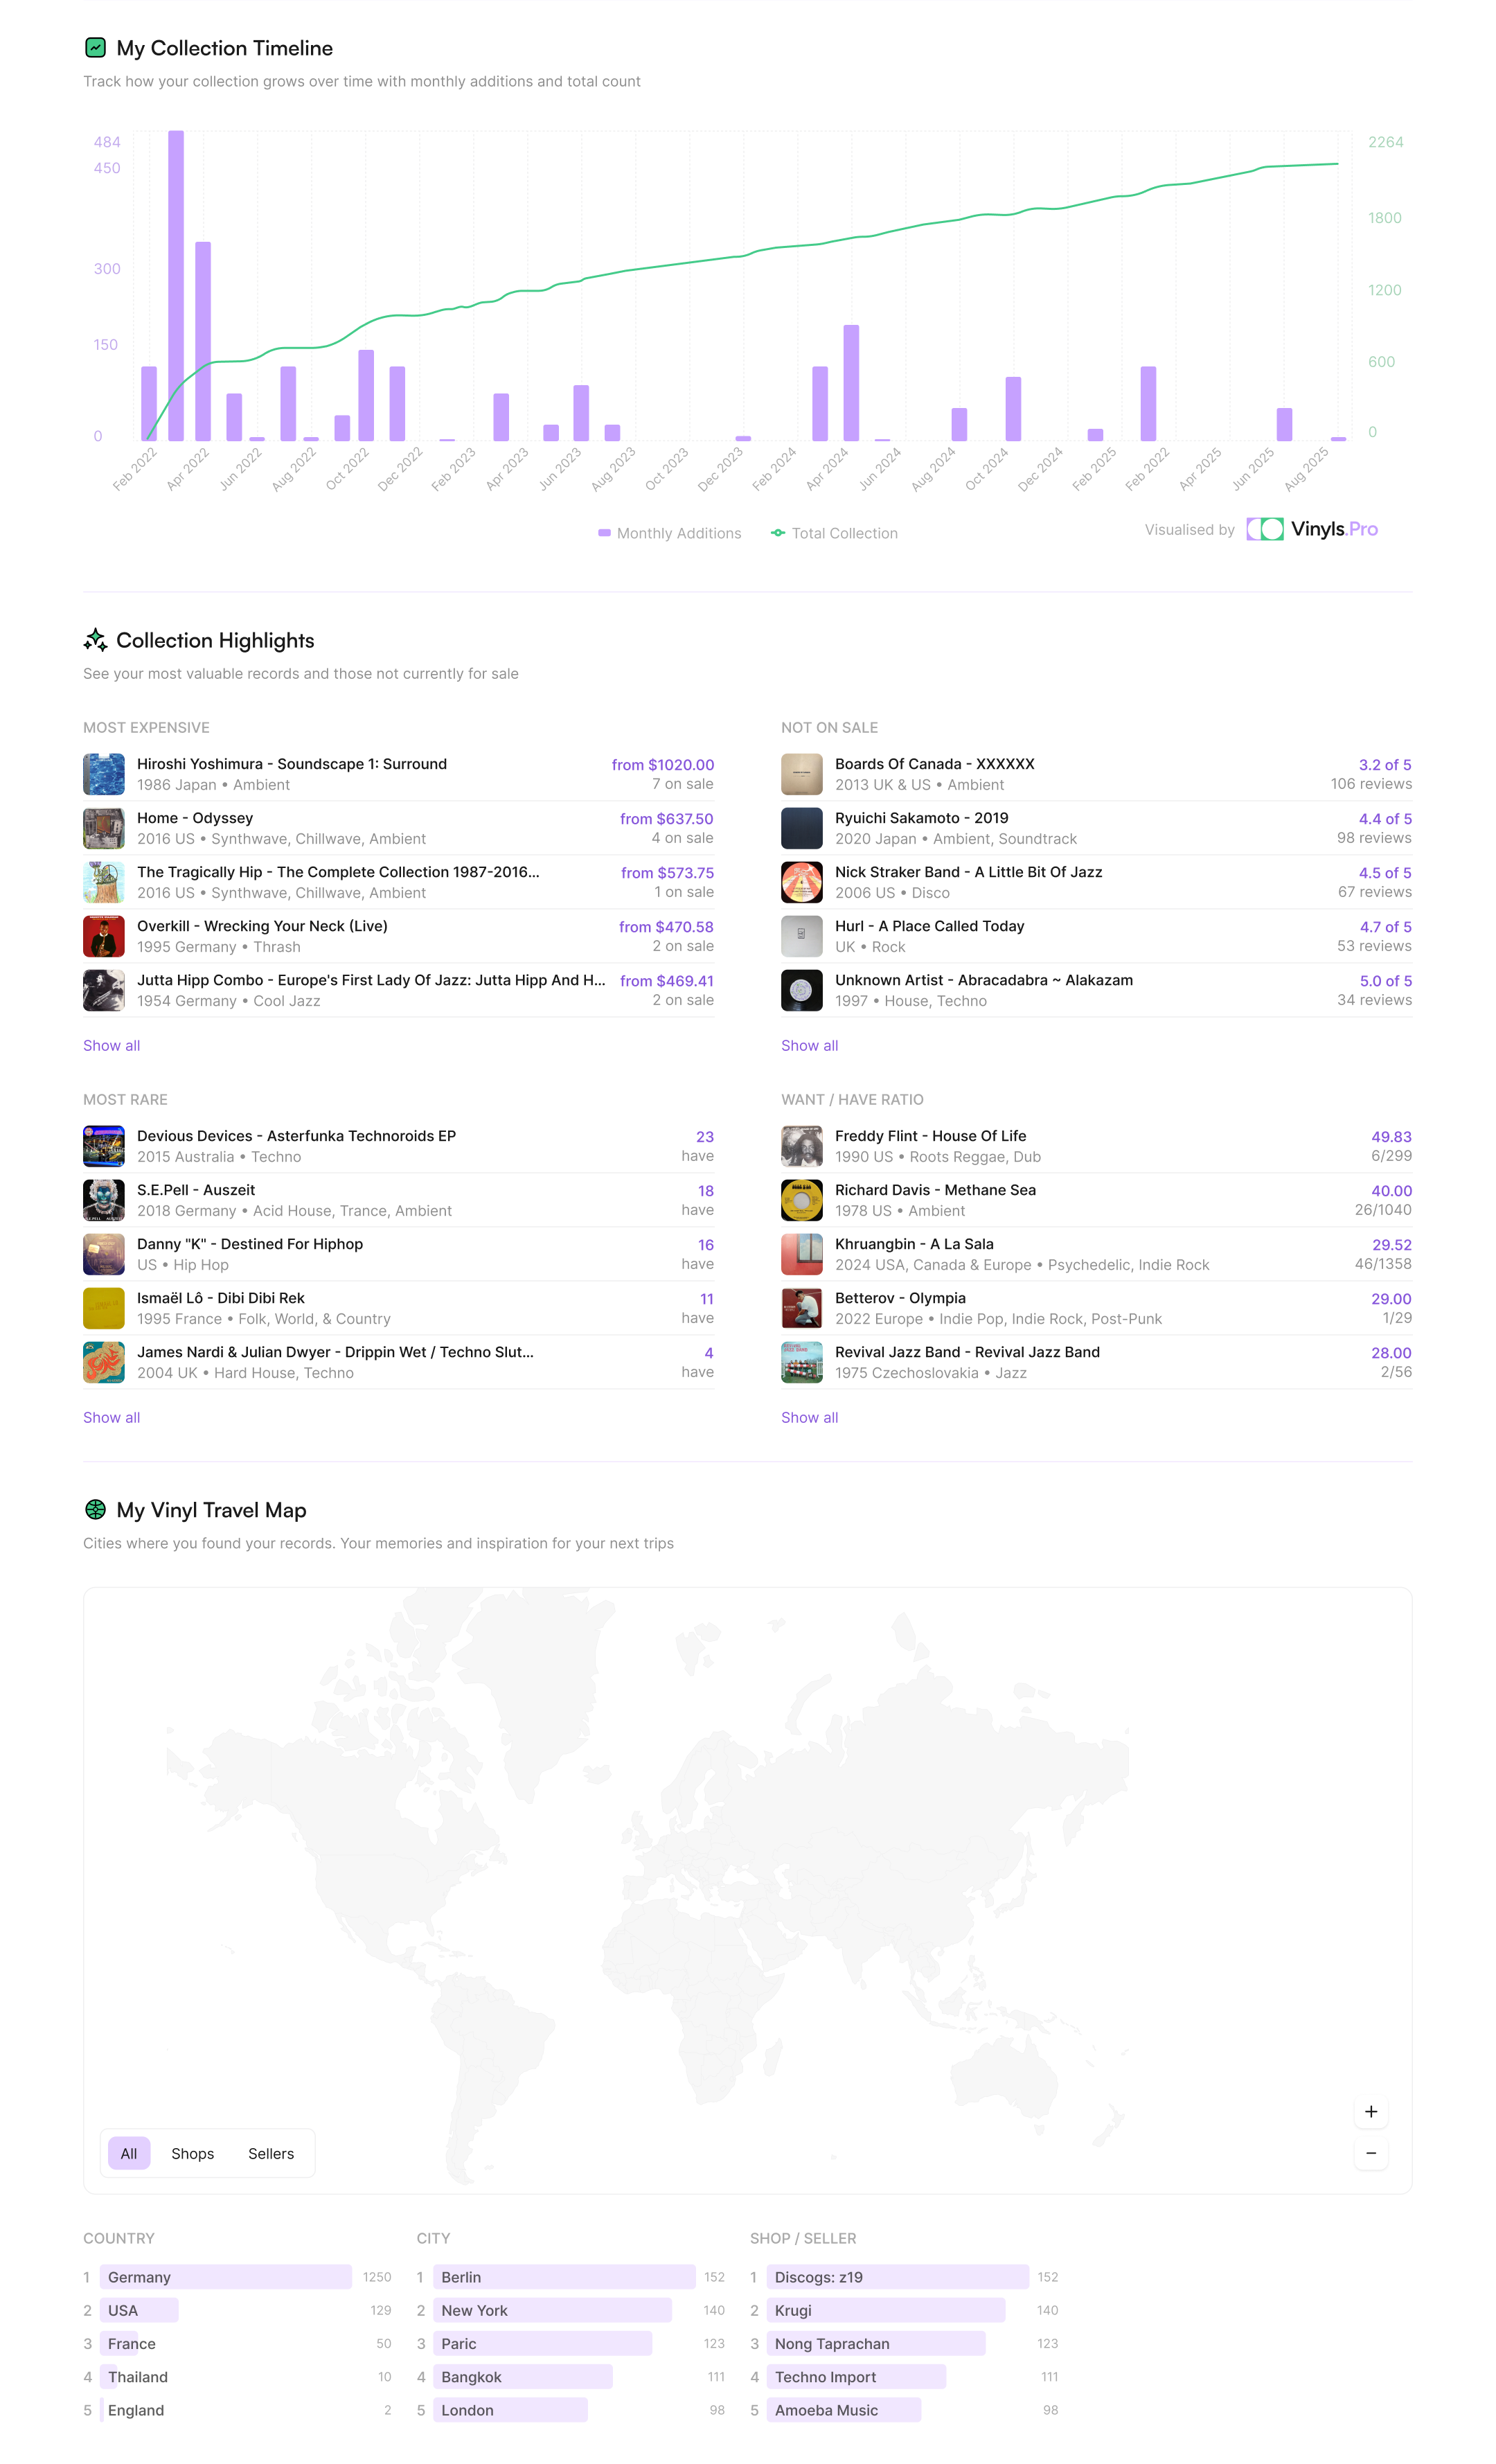 My Collection Timeline
Track how your collection grows over time with monthly additions and total count
484
450
300
150
0
2264
1800
1200
600
0
Feb 2022
Apr 2022
Jun 2022
Aug 2022
Oct 2022
Dec 2022
Feb 2023
Apr 2023
Jun 2023
Aug 2023
Oct 2023
Dec 2023
Feb 2024
Apr 2024
Jun 2024
Aug 2024
Oct 2024
Dec 2024
Feb 2025
Feb 2022
Apr 2025
Jun 2025
Aug 2025
Monthly Additions
Total Collection
Visualised by Vinyls.Pro
Collection Highlights
See your most valuable records and those not currently for sale
MOST EXPENSIVE
Hiroshi Yoshimura - Soundscape 1: Surround from $1020.00
1986 Japan • Ambient 7 on sale
Home - Odyssey from $637.50
2016 US • Synthwave, Chillwave, Ambient 4 on sale
The Tragically Hip - The Complete Collection 1987-2016... from $573.75
2016 US • Synthwave, Chillwave, Ambient 1 on sale
Overkill - Wrecking Your Neck (Live) from $470.58
1995 Germany • Thrash 2 on sale
Jutta Hipp Combo - Europe's First Lady Of Jazz: Jutta Hipp And H... from $469.41
1954 Germany • Cool Jazz 2 on sale
Show all
NOT ON SALE
Boards Of Canada - XXXXXX 3.2 of 5
2013 UK & US • Ambient 106 reviews
Ryuichi Sakamoto - 2019 4.4 of 5
2020 Japan • Ambient, Soundtrack 98 reviews
Nick Straker Band - A Little Bit Of Jazz 4.5 of 5
2006 US • Disco 67 reviews
Hurl - A Place Called Today 4.7 of 5
UK • Rock 53 reviews
Unknown Artist - Abracadabra ~ Alakazam 5.0 of 5
1997 • House, Techno 34 reviews
Show all
MOST RARE
Devious Devices - Asterfunka Technoroids EP 23
2015 Australia • Techno have
S.E.Pell - Auszeit 18
2018 Germany • Acid House, Trance, Ambient have
Danny "K" - Destined For Hiphop 16
US • Hip Hop have
Ismaël Lô - Dibi Dibi Rek 11
1995 France • Folk, World, & Country have
James Nardi & Julian Dwyer - Drippin Wet / Techno Slut... 4
2004 UK • Hard House, Techno have
Show all
WANT / HAVE RATIO
Freddy Flint - House Of Life 49.83
1990 US • Roots Reggae, Dub 6/299
Richard Davis - Methane Sea 40.00
1978 US • Ambient 26/1040
Khruangbin - A La Sala 29.52
2024 USA, Canada & Europe • Psychedelic, Indie Rock 46/1358
Betterov - Olympia 29.00
2022 Europe • Indie Pop, Indie Rock, Post-Punk 1/29
Revival Jazz Band - Revival Jazz Band 28.00
1975 Czechoslovakia • Jazz 2/56
Show all
My Vinyl Travel Map
Cities where you found your records. Your memories and inspiration for your next trips
+
−
All Shops Sellers
COUNTRY
1 Germany 1250
2 USA 129
3 France 50
4 Thailand 10
5 England 2
CITY
1 Berlin 152
2 New York 140
3 Paric 123
4 Bangkok 111
5 London 98
SHOP / SELLER
1 Discogs: z19 152
2 Krugi 140
3 Nong Taprachan 123
4 Techno Import 111
5 Amoeba Music 98